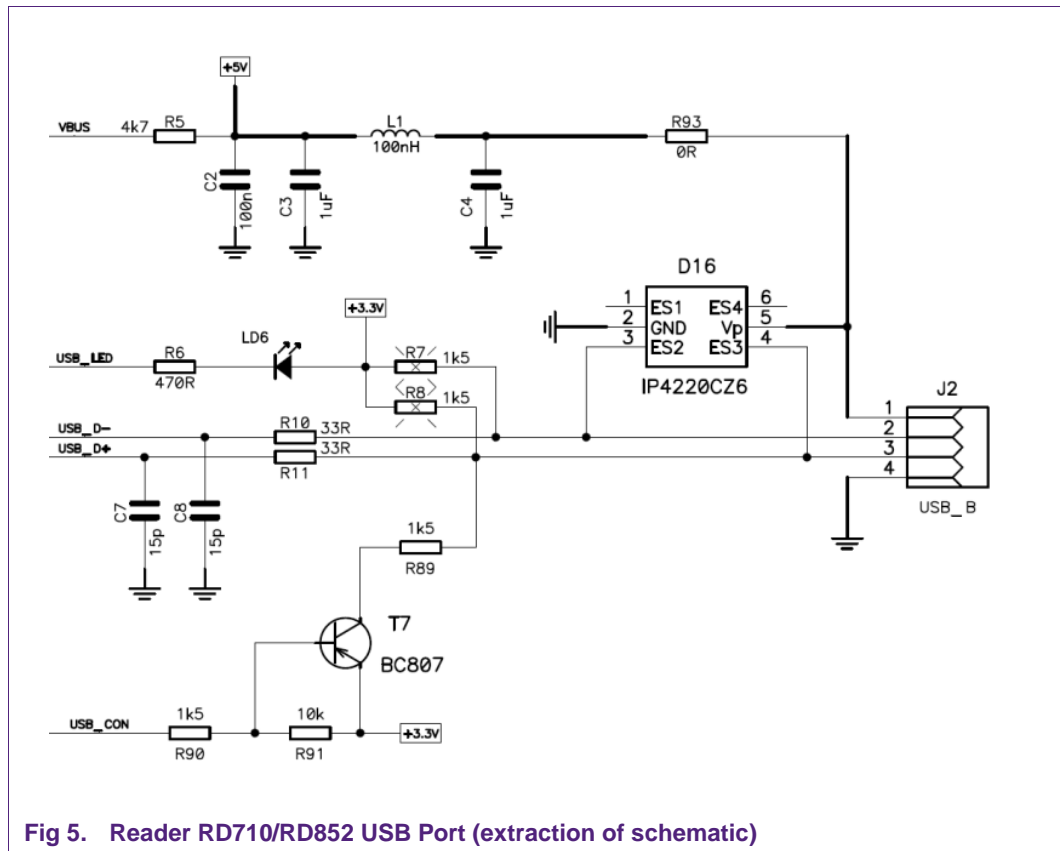 +5V
VBUS
4k7
R5
L1
100nH
R93
0R
C2
100n
C3
1uF
C4
1uF
D16
1
ES1
ES4
6
2
GND
Vp
5
3
ES2
ES3
4
IP4220CZ6
+3.3V
LD6
USB_LED
R6
470R
R7
1k5
R8
1k5
J2
1
2
3
4
USB_B
USB_D-
R10
33R
USB_D+
R11
33R
C7
15p
C8
15p
1k5
R89
T7
BC807
USB_CON
1k5
R90
10k
R91
+3.3V
Fig 5. Reader RD710/RD852 USB Port (extraction of schematic)